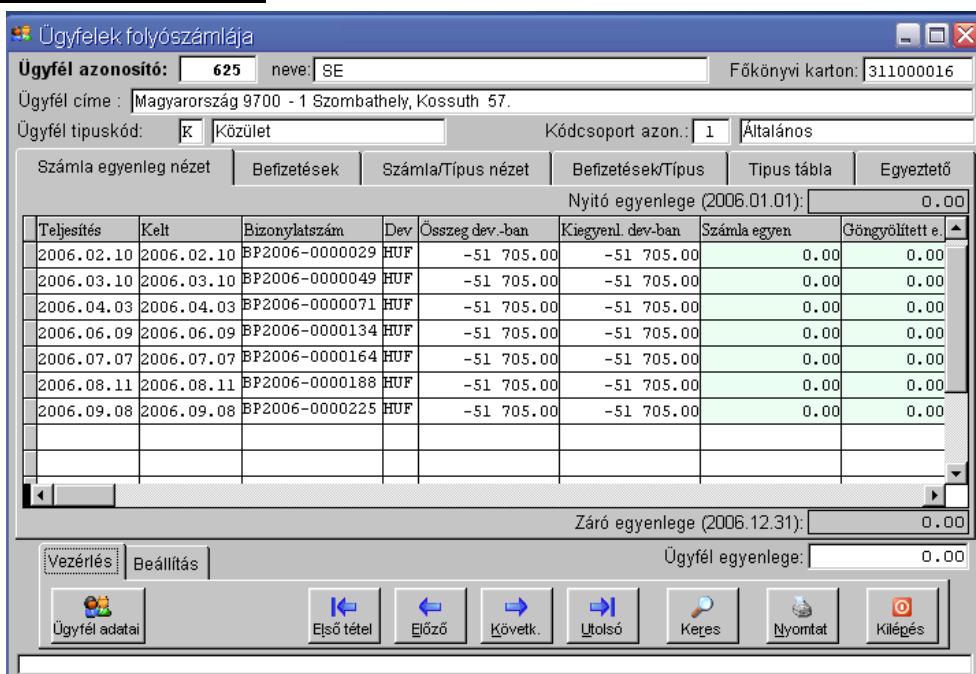 Ügyfelek folyószámlája
Ügyfél azonosító: 625 neve: SE Főkönyvi karton: 311000016
Ügyfél címe : Magyarország 9700 - 1 Szombathely, Kossuth 57.
Ügyfél tipuskód: K Közület Kódcsoport azon.: 1 Általános
Számla egyenleg nézet Befizetések Számla/Típus nézet Befizetések/Típus Tipus tábla Egyeztető
Nyitó egyenlege (2006.01.01): 0.00
Teljesítés Kelt Bizonylatszám Dev Összeg dev.-ban Kiegyenl. dev-ban Számla egyen Göngyölített e.
2006.02.10 2006.02.10 BP2006-0000029 HUF -51 705.00 -51 705.00 0.00 0.00
2006.03.10 2006.03.10 BP2006-0000049 HUF -51 705.00 -51 705.00 0.00 0.00
2006.04.03 2006.04.03 BP2006-0000071 HUF -51 705.00 -51 705.00 0.00 0.00
2006.06.09 2006.06.09 BP2006-0000134 HUF -51 705.00 -51 705.00 0.00 0.00
2006.07.07 2006.07.07 BP2006-0000164 HUF -51 705.00 -51 705.00 0.00 0.00
2006.08.11 2006.08.11 BP2006-0000188 HUF -51 705.00 -51 705.00 0.00 0.00
2006.09.08 2006.09.08 BP2006-0000225 HUF -51 705.00 -51 705.00 0.00 0.00
Záró egyenlege (2006.12.31): 0.00
Vezérlés Beállítás Ügyfél egyenlege: 0.00
Ügyfél adatai Első tétel Előző Követk. Utolsó Keres Nyomtat Kilépés